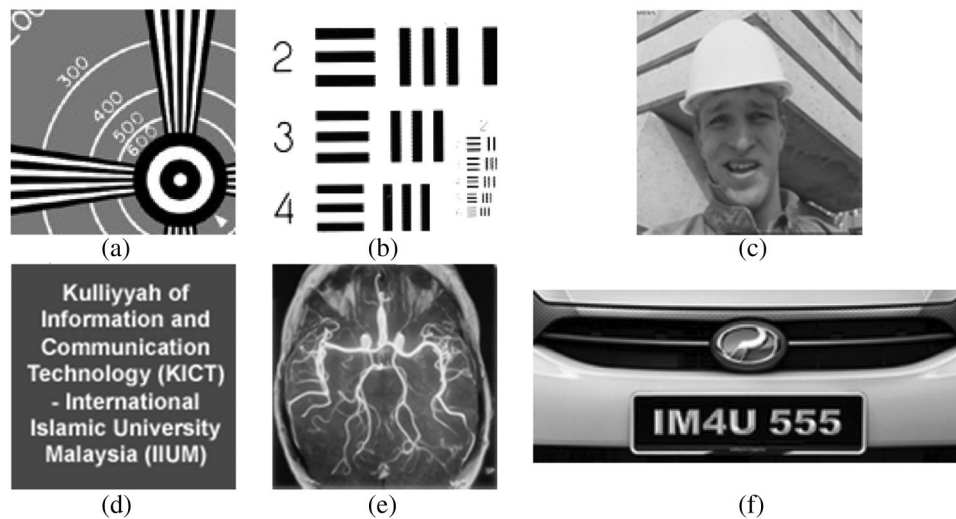 200
300
400
500
600
(a)
2
3
4
2
(b)
(c)
Kulliyyah of
Information and
Communication
Technology (KICT)
- International
Islamic University
Malaysia (IIUM)
(d)
(e)
IM4U 555
(f)